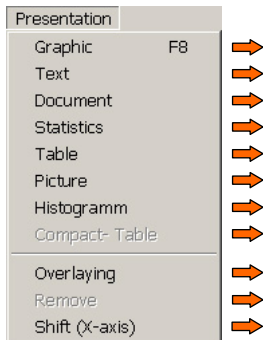 Presentation
Graphic F8
Text
Document
Statistics
Table
Picture
Histogramm
Compact- Table
Overlaying
Remove
Shift (X-axis)